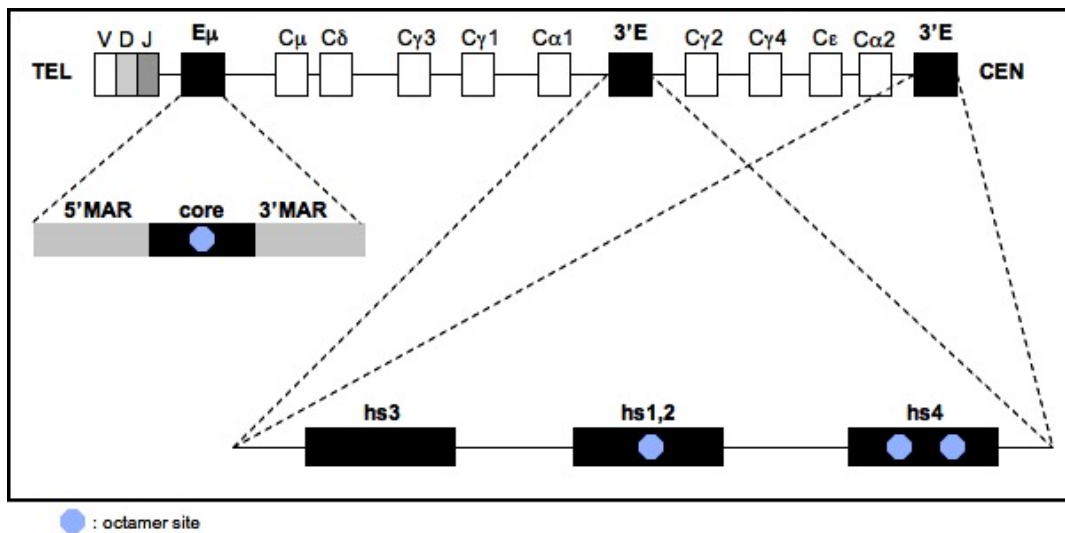 V D J Eμ Cμ Cδ Cγ3 Cγ1 Cα1 3'E Cγ2 Cγ4 Cε Cα2 3'E
TEL CEN
5'MAR core 3'MAR
hs3 hs1,2 hs4
: octamer site